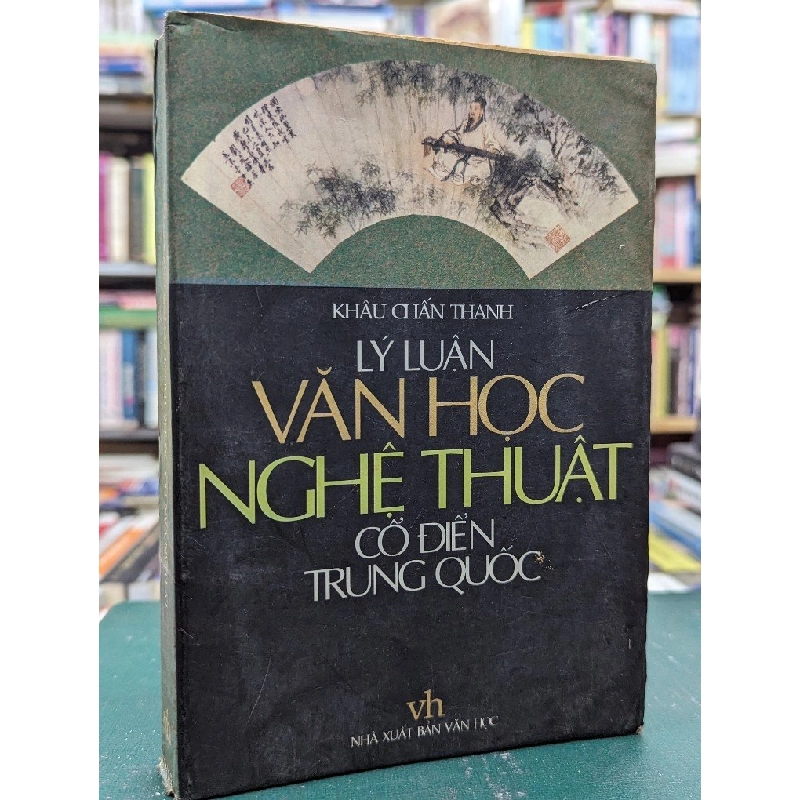 KHÂU CHẤN THANH
LÝ LUẬN
VĂN HỌC
NGHỆ THUẬT
CỔ ĐIỂN
TRUNG QUỐC
vh
NHÀ XUẤT BẢN VĂN HỌC